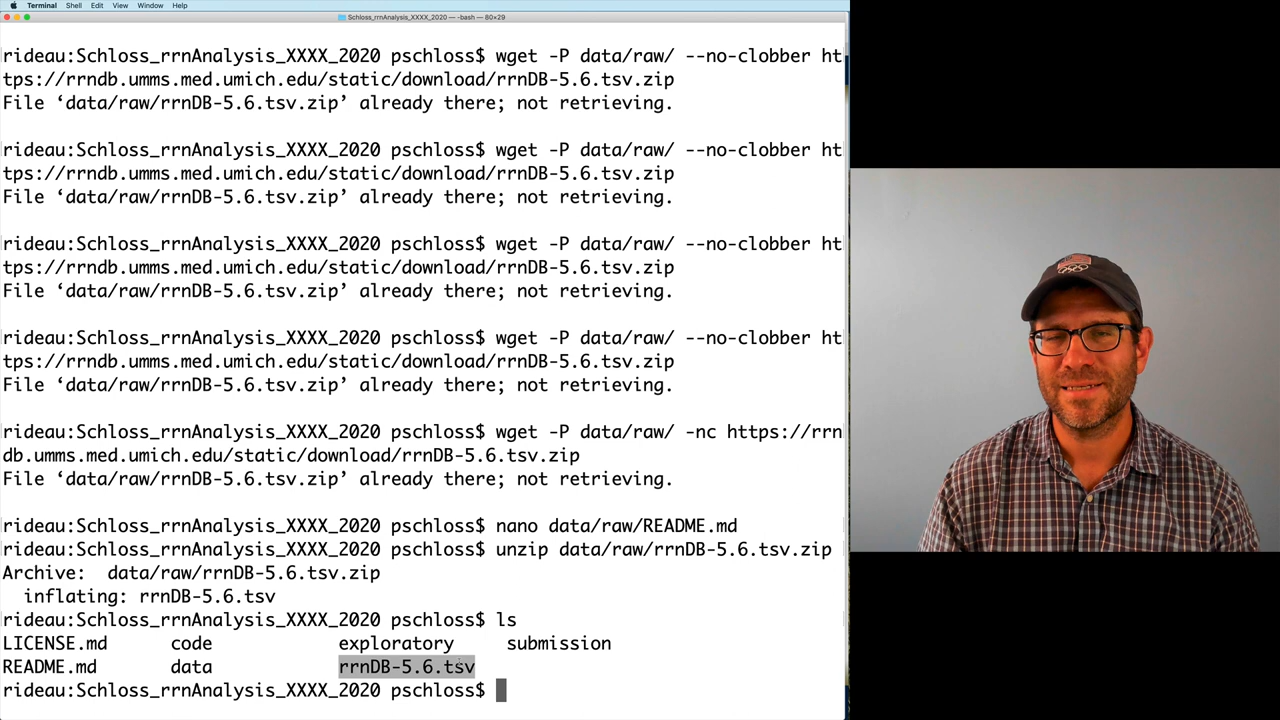 Terminal Shell Edit View Window Help
Schloss_rrnAnalysis_XXXX_2020 — -bash — 80×29
rideau:Schloss_rrnAnalysis_XXXX_2020 pschloss$ wget -P data/raw/ --no-clobber ht
tps://rrndb.umms.med.umich.edu/static/download/rrnDB-5.6.tsv.zip
File ‘data/raw/rrnDB-5.6.tsv.zip’ already there; not retrieving.
rideau:Schloss_rrnAnalysis_XXXX_2020 pschloss$ wget -P data/raw/ --no-clobber ht
tps://rrndb.umms.med.umich.edu/static/download/rrnDB-5.6.tsv.zip
File ‘data/raw/rrnDB-5.6.tsv.zip’ already there; not retrieving.
rideau:Schloss_rrnAnalysis_XXXX_2020 pschloss$ wget -P data/raw/ --no-clobber ht
tps://rrndb.umms.med.umich.edu/static/download/rrnDB-5.6.tsv.zip
File ‘data/raw/rrnDB-5.6.tsv.zip’ already there; not retrieving.
rideau:Schloss_rrnAnalysis_XXXX_2020 pschloss$ wget -P data/raw/ --no-clobber ht
tps://rrndb.umms.med.umich.edu/static/download/rrnDB-5.6.tsv.zip
File ‘data/raw/rrnDB-5.6.tsv.zip’ already there; not retrieving.
rideau:Schloss_rrnAnalysis_XXXX_2020 pschloss$ wget -P data/raw/ -nc https://rrn
db.umms.med.umich.edu/static/download/rrnDB-5.6.tsv.zip
File ‘data/raw/rrnDB-5.6.tsv.zip’ already there; not retrieving.
rideau:Schloss_rrnAnalysis_XXXX_2020 pschloss$ nano data/raw/README.md
rideau:Schloss_rrnAnalysis_XXXX_2020 pschloss$ unzip data/raw/rrnDB-5.6.tsv.zip
Archive:  data/raw/rrnDB-5.6.tsv.zip
  inflating: rrnDB-5.6.tsv
rideau:Schloss_rrnAnalysis_XXXX_2020 pschloss$ ls
LICENSE.md code exploratory submission
README.md data rrnDB-5.6.tsv
rideau:Schloss_rrnAnalysis_XXXX_2020 pschloss$